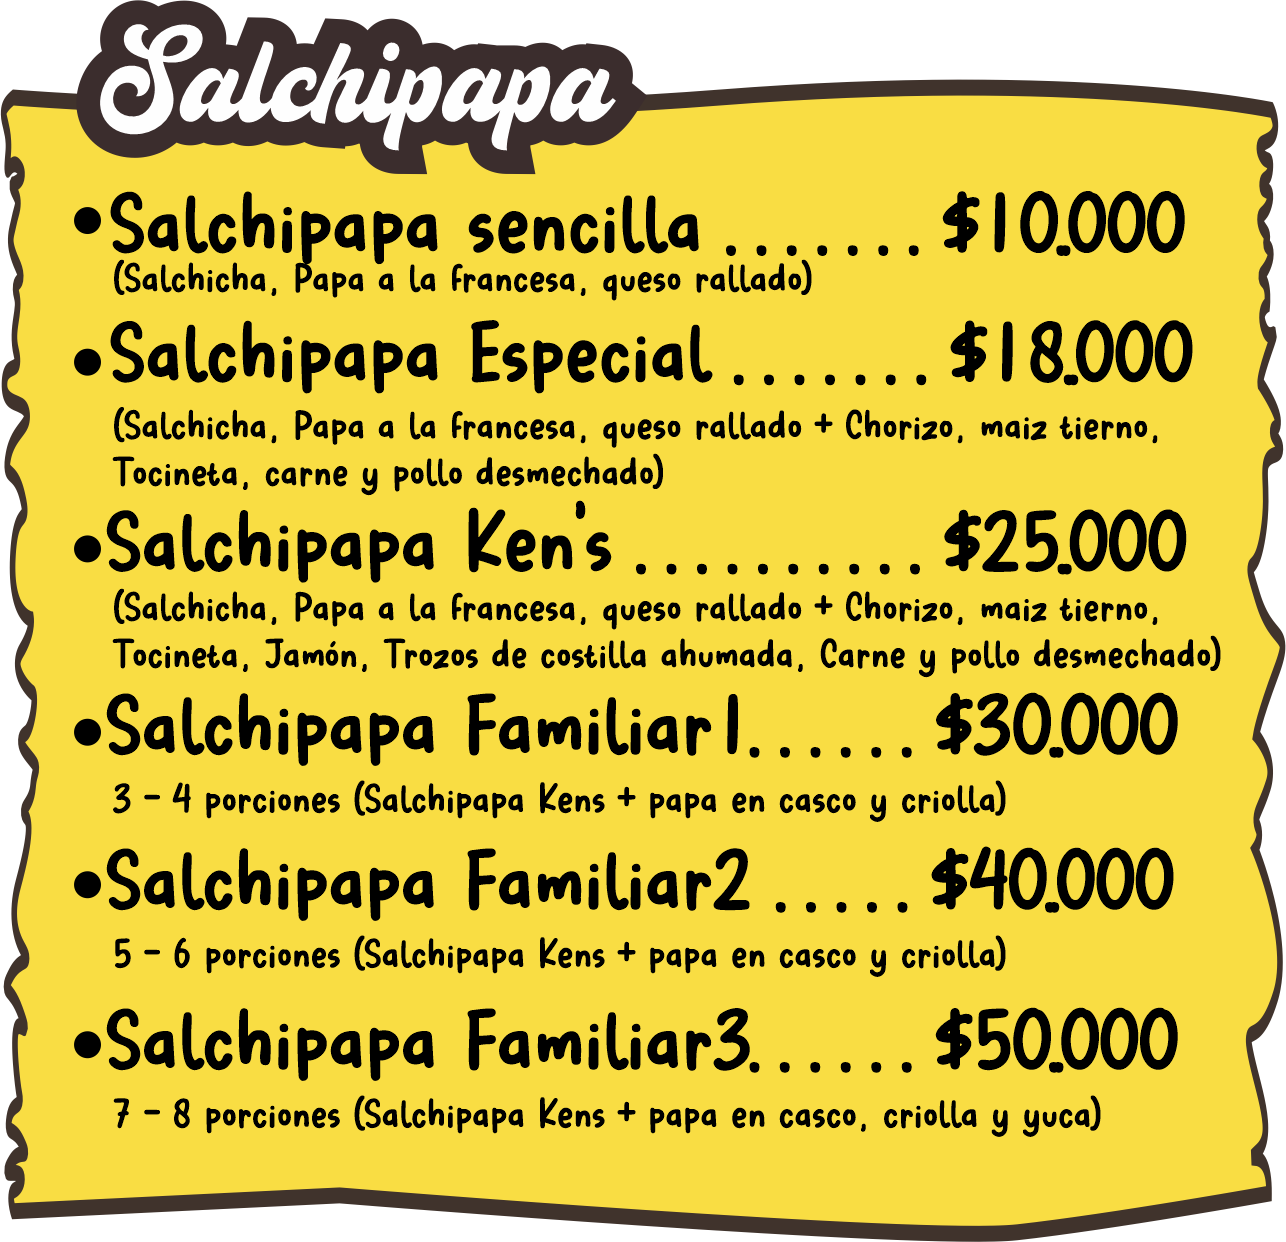 Salchipapa
•Salchipapa sencilla ....... $10.000
(Salchicha, Papa a la francesa, queso rallado)
•Salchipapa Especial ....... $18.000
(Salchicha, Papa a la francesa, queso rallado + Chorizo, maiz tierno,
Tocineta, carne y pollo desmechado)
•Salchipapa Ken's .......... $25.000
(Salchicha, Papa a la francesa, queso rallado + Chorizo, maiz tierno,
Tocineta, Jamón, Trozos de costilla ahumada, Carne y pollo desmechado)
•Salchipapa Familiar1...... $30.000
3 - 4 porciones (Salchipapa Kens + papa en casco y criolla)
•Salchipapa Familiar2 ..... $40.000
5 - 6 porciones (Salchipapa Kens + papa en casco y criolla)
•Salchipapa Familiar3...... $50.000
7 - 8 porciones (Salchipapa Kens + papa en casco, criolla y yuca)